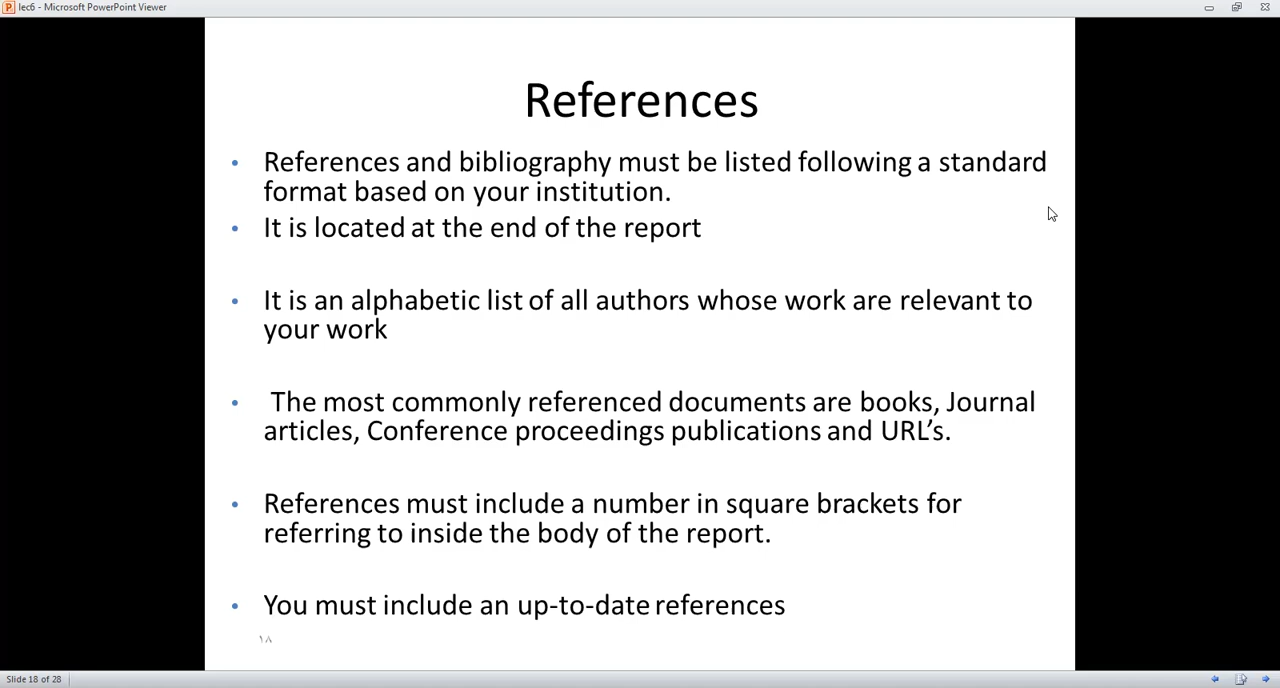 lec6 - Microsoft PowerPoint Viewer
References
• References and bibliography must be listed following a standard
format based on your institution.
• It is located at the end of the report
• It is an alphabetic list of all authors whose work are relevant to
your work
• The most commonly referenced documents are books, Journal
articles, Conference proceedings publications and URL’s.
• References must include a number in square brackets for
referring to inside the body of the report.
• You must include an up-to-date references
١٨
Slide 18 of 28